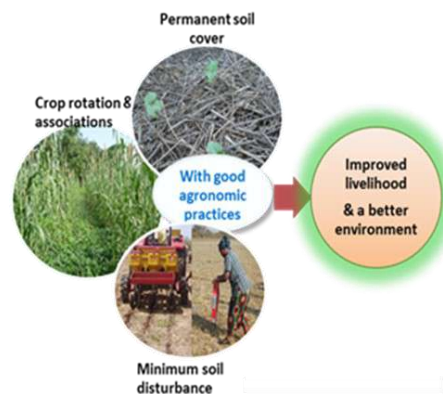 Permanent soil
cover
Crop rotation &
associations
With good
agronomic
practices
Improved
livelihood
& a better
environment
Minimum soil
disturbance